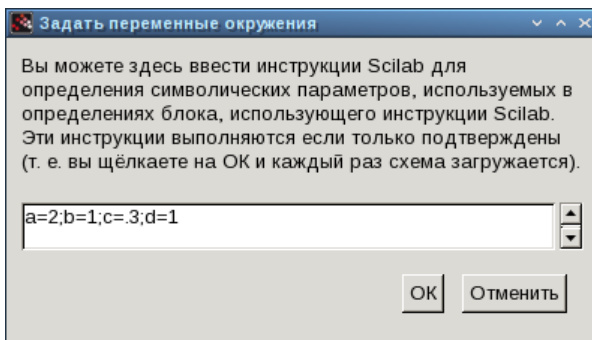 Задать переменные окружения
Вы можете здесь ввести инструкции Scilab для
определения символических параметров, используемых в
определениях блока, использующего инструкции Scilab.
Эти инструкции выполняются если только подтверждены
(т. е. вы щёлкаете на ОК и каждый раз схема загружается).
a=2;b=1;c=.3;d=1
ОК Отменить